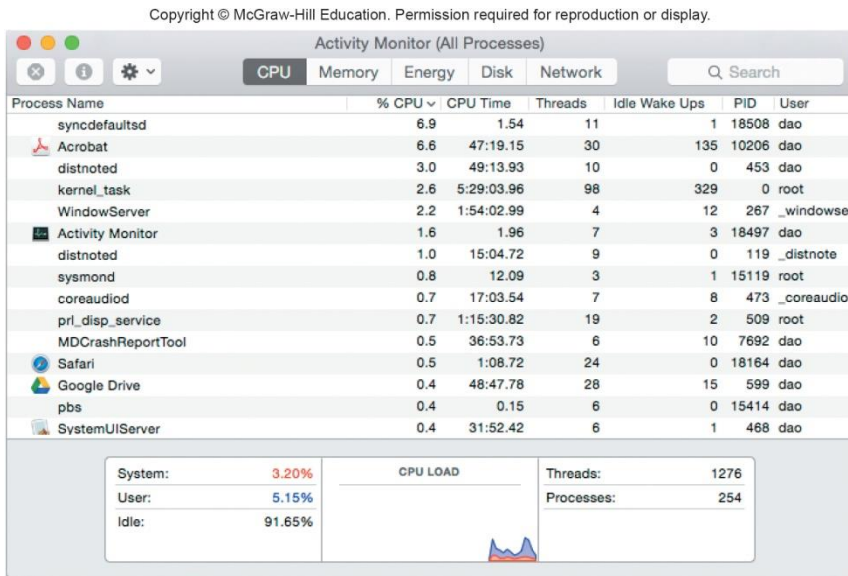 Copyright © McGraw-Hill Education. Permission required for reproduction or display.
Activity Monitor (All Processes)
CPU Memory Energy Disk Network Search
Process Name % CPU CPU Time Threads Idle Wake Ups PID User
syncdefaultsd 6.9 1.54 11 1 18508 dao
Acrobat 6.6 47:19.15 30 135 10206 dao
distnoted 3.0 49:13.93 10 0 453 dao
kernel_task 2.6 5:29:03.96 98 329 0 root
WindowServer 2.2 1:54:02.99 4 12 267 _windowse
Activity Monitor 1.6 1.96 7 3 18497 dao
distnoted 1.0 15:04.72 9 0 119 _distnote
sysmond 0.8 12.09 3 1 15119 root
coreaudiod 0.7 17:03.54 7 8 473 _coreaudio
prl_disp_service 0.7 1:15:30.82 19 2 509 root
MDCrashReportTool 0.5 36:53.73 6 10 7692 dao
Safari 0.5 1:08.72 24 0 18164 dao
Google Drive 0.4 48:47.78 28 15 599 dao
pbs 0.4 0.15 6 0 15414 dao
SystemUIServer 0.4 31:52.42 6 1 468 dao
System: 3.20% CPU LOAD Threads: 1276
User: 5.15% Processes: 254
Idle: 91.65%